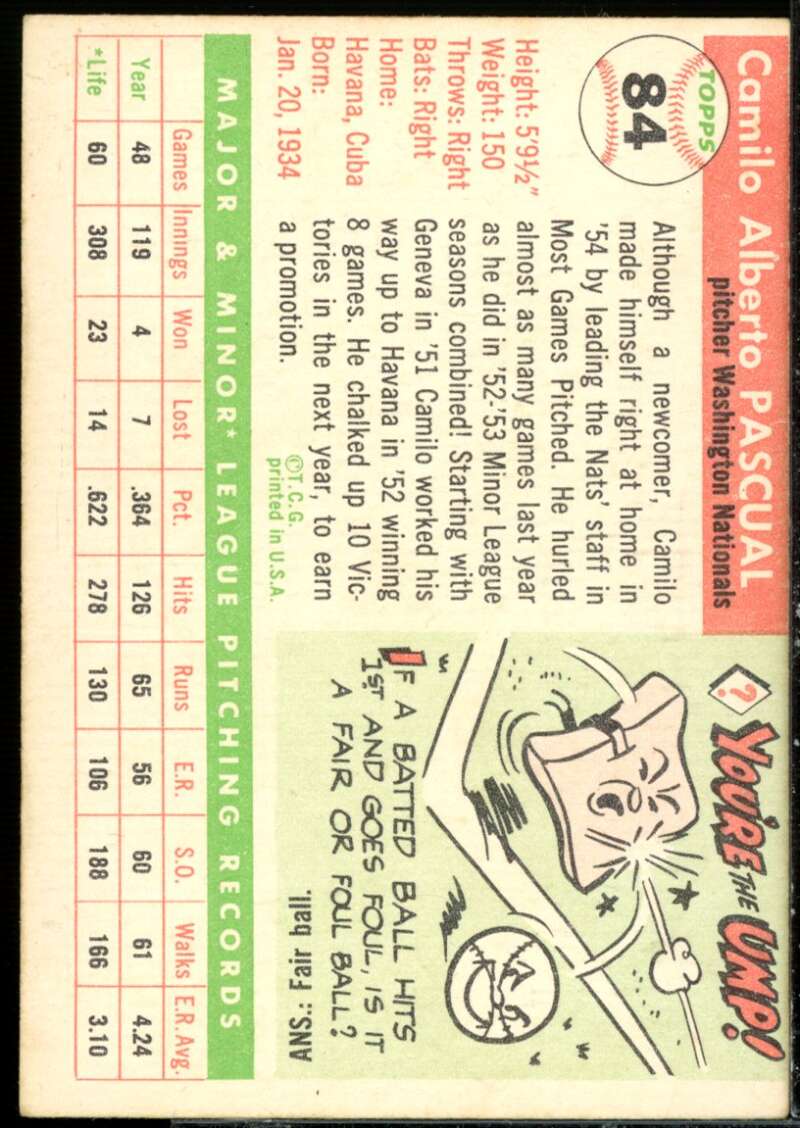 TOPPS
84
Camilo Alberto PASCUAL
pitcher Washington Nationals
Height: 5'9½"
Weight: 150
Throws: Right
Bats: Right
Home:
Havana, Cuba
Born:
Jan. 20, 1934
Although a newcomer, Camilo
made himself right at home in
'54 by leading the Nats' staff in
Most Games Pitched. He hurled
almost as many games last year
as he did in '52-'53 Minor League
seasons combined! Starting with
Geneva in '51 Camilo worked his
way up to Havana in '52 winning
8 games. He chalked up 10 Vic-
tories in the next year, to earn
a promotion.
©T.C.G.
printed in U.S.A.
? YOU'RE THE UMP!
IF A BATTED BALL HITS
1ST AND GOES FOUL, IS IT
A FAIR OR FOUL BALL?
ANS.: Fair ball.
MAJOR & MINOR* LEAGUE PITCHING RECORDS
Games Innings Won Lost Pct. Hits Runs E.R. S.O. Walks E.R.Avg.
Year 48 119 4 7 .364 126 65 56 60 61 4.24
*Life 60 308 23 14 .622 278 130 106 188 166 3.10